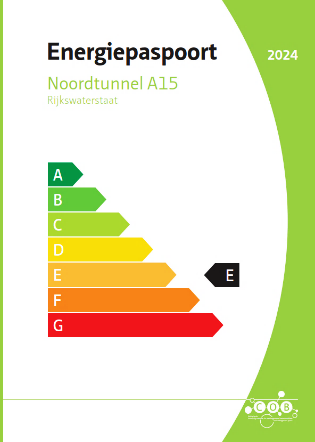 Energiepaspoort
2024
Noordtunnel A15
Rijkswaterstaat
A
B
C
D
E
E
F
G
COB